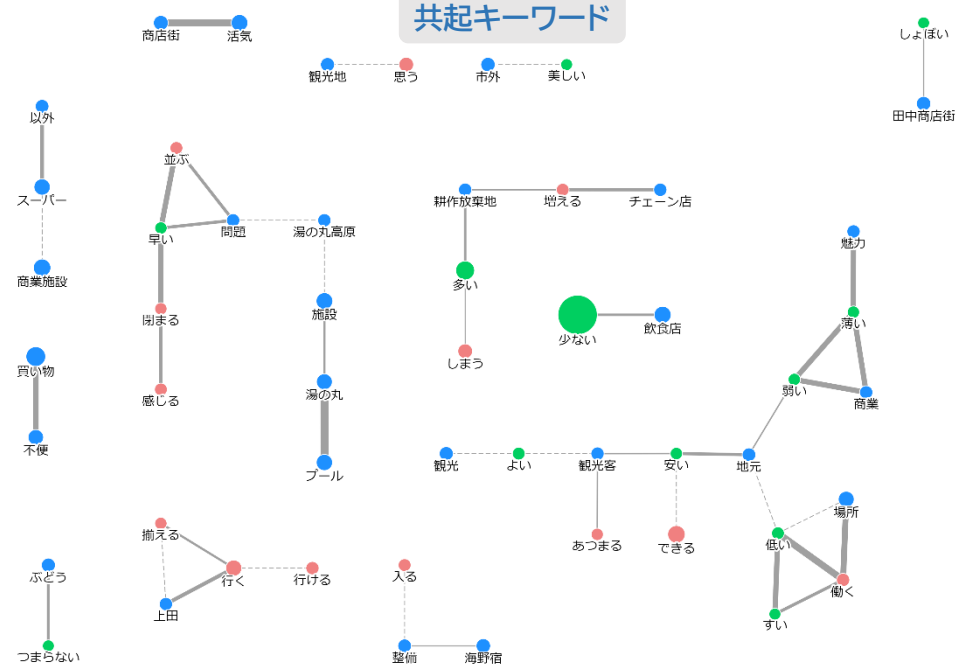 共起キーワード
商店街
活気
しょぼい
観光地
思う
市外
美しい
田中商店街
以外
並ぶ
スーパー
耕作放棄地
増える
チェーン店
早い
問題
湯の丸高原
魅力
商業施設
多い
閉まる
施設
少ない
飲食店
薄い
しまう
買い物
感じる
湯の丸
弱い
商業
不便
プール
観光
よい
観光客
安い
地元
場所
揃える
あつまる
できる
低い
ぶどう
行く
行ける
入る
働く
上田
すい
つまらない
整備
海野宿